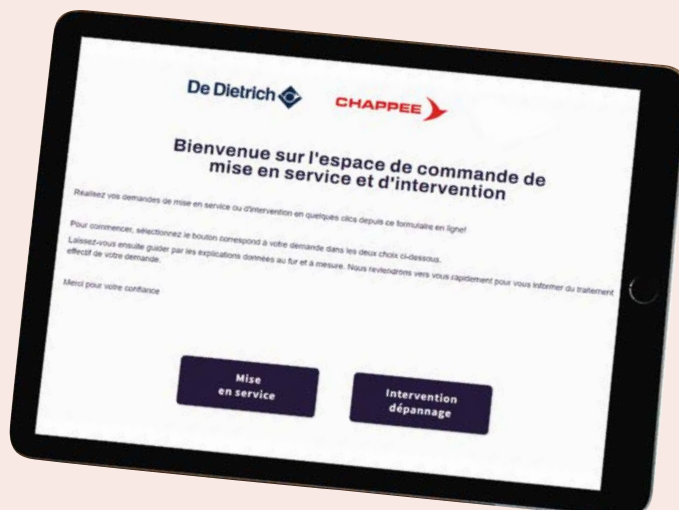 De Dietrich
CHAPPEE
Bienvenue sur l'espace de commande de
mise en service et d'intervention
Réalisez vos demandes de mise en service ou d'intervention en quelques clics depuis ce formulaire en ligne!
Pour commencer, sélectionnez le bouton correspond à votre demande dans les deux choix ci-dessous.
Laissez-vous ensuite guider par les explications données au fur et à mesure. Nous reviendrons vers vous rapidement pour vous informer du traitement
effectif de votre demande.
Merci pour votre confiance
Mise
en service
Intervention
dépannage